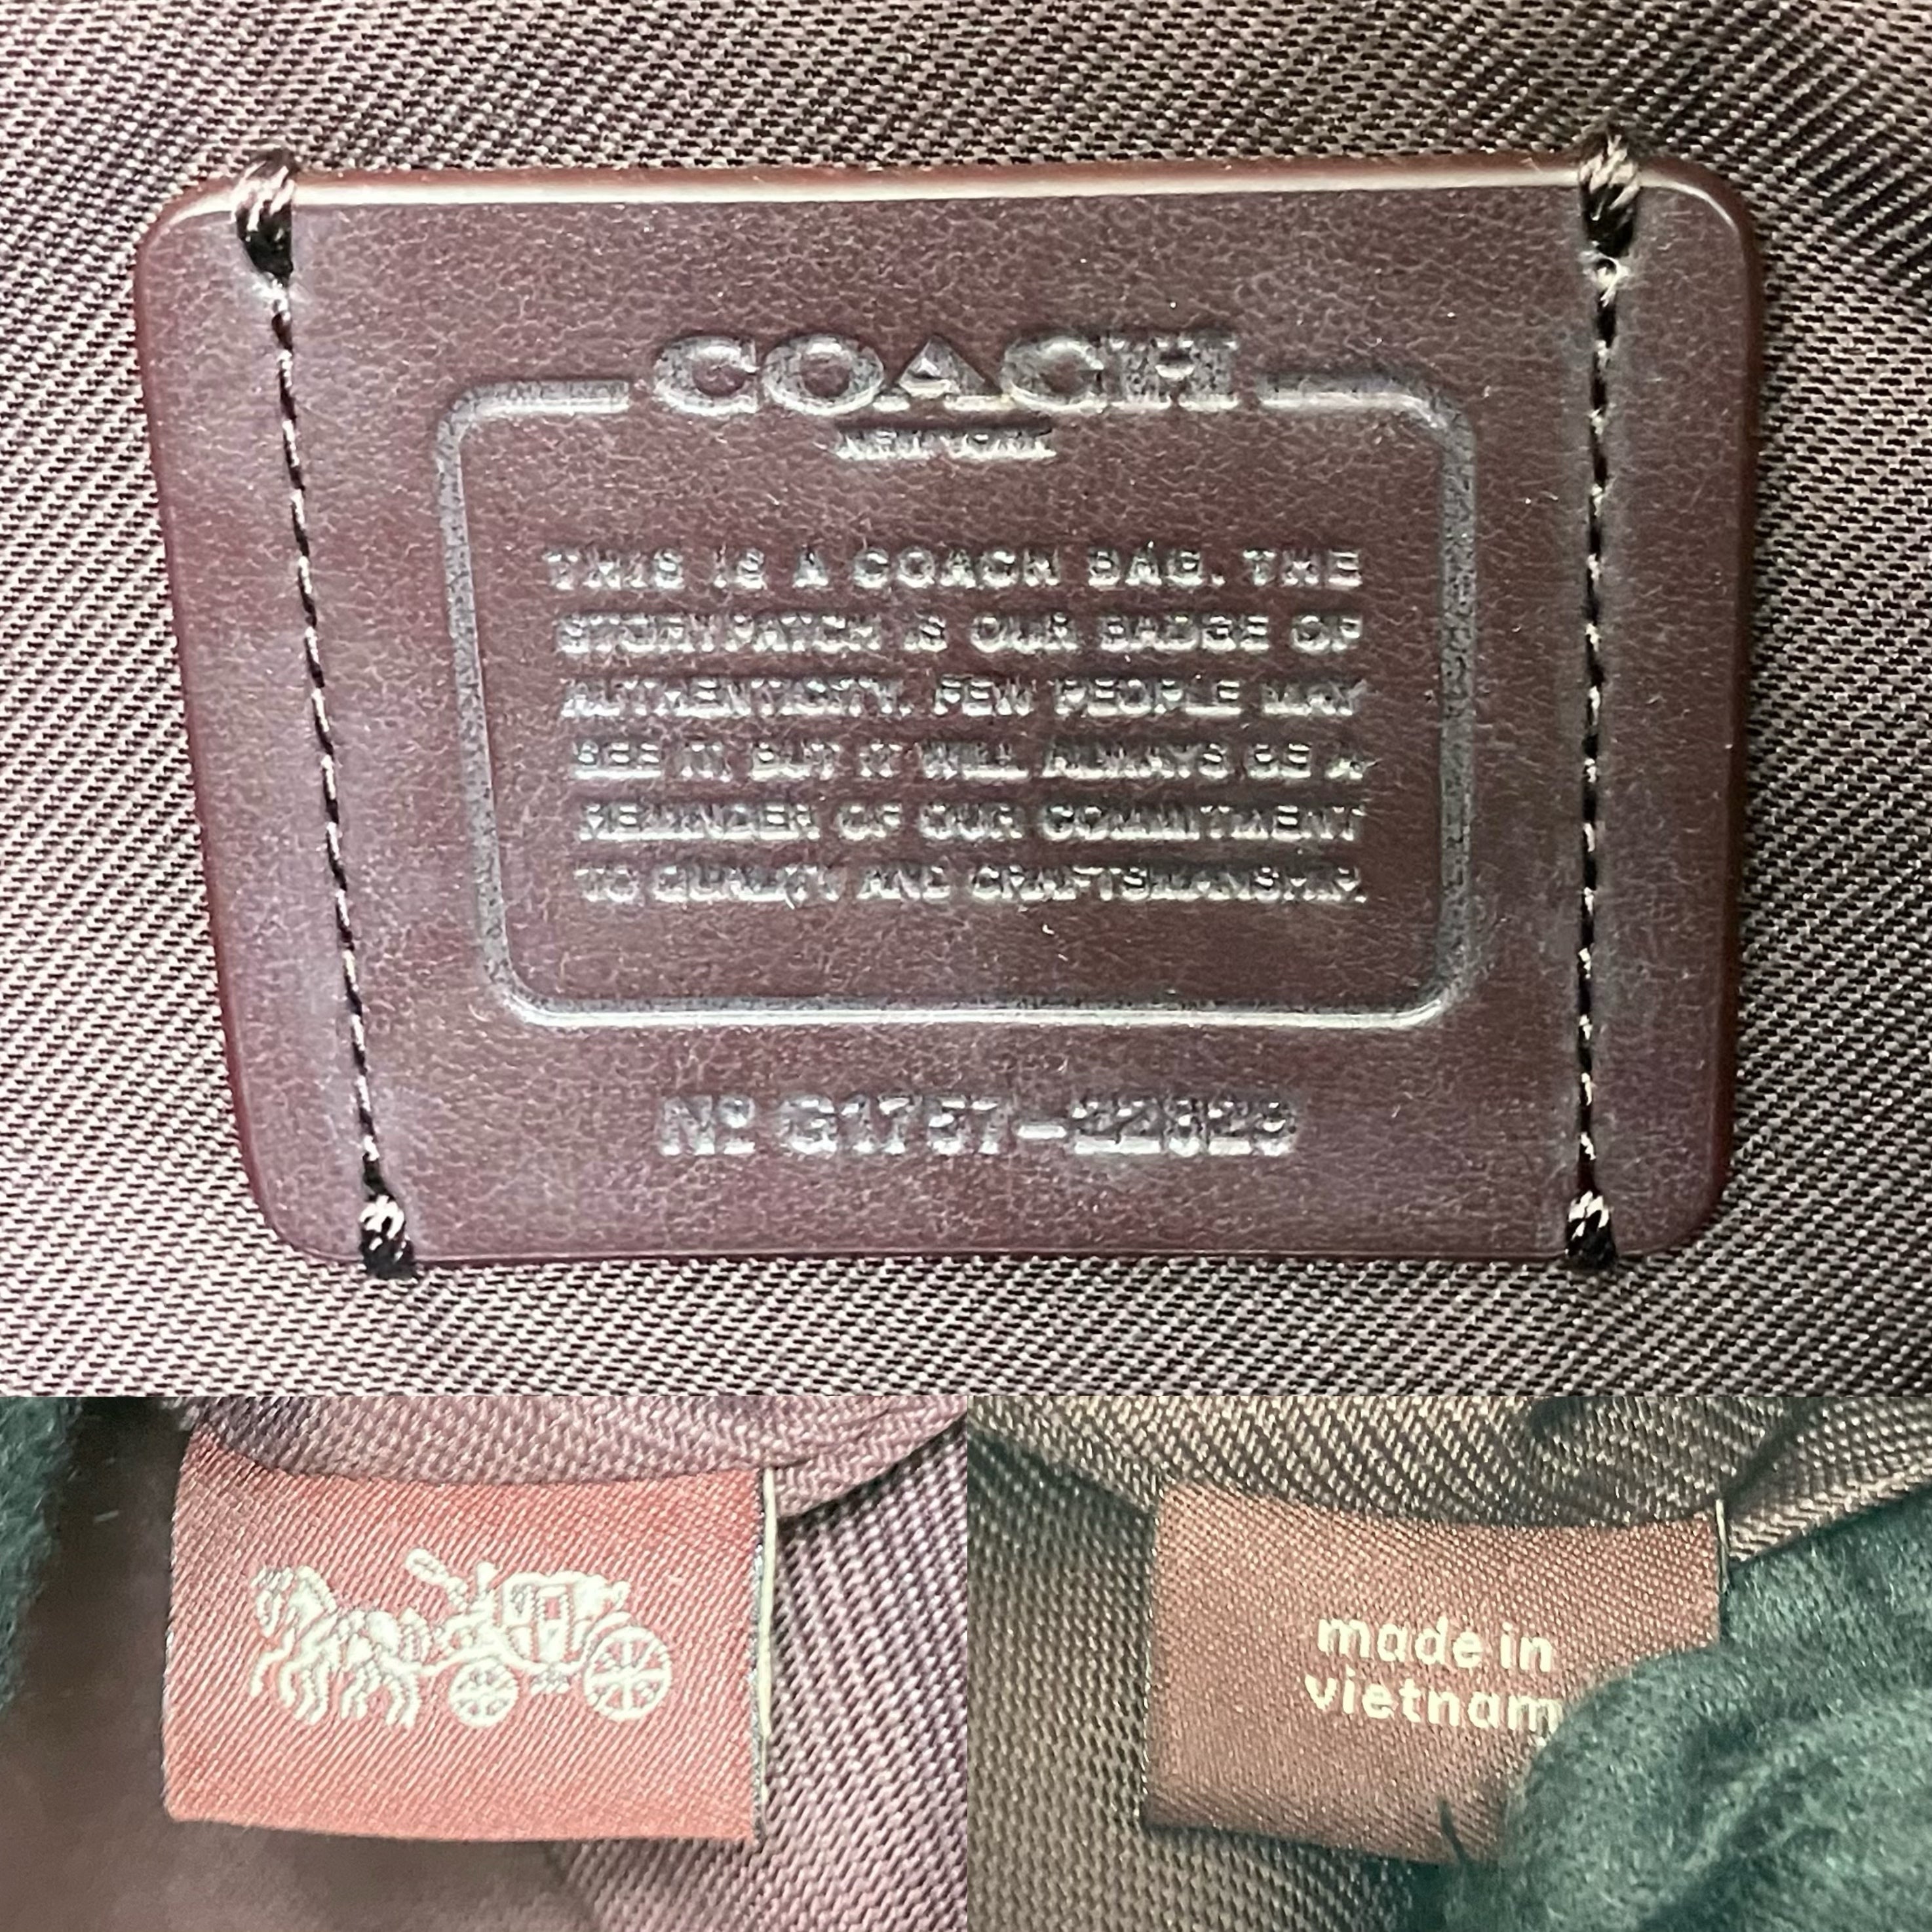 COACH
NEW YORK
THIS IS A COACH BAG. THE
STORYPATCH IS OUR BADGE OF
AUTHENTICITY. FEW PEOPLE MAY
SEE IT, BUT IT WILL ALWAYS BE A
REMINDER OF OUR COMMITMENT
TO QUALITY AND CRAFTSMANSHIP.
Nº
made in
vietnam